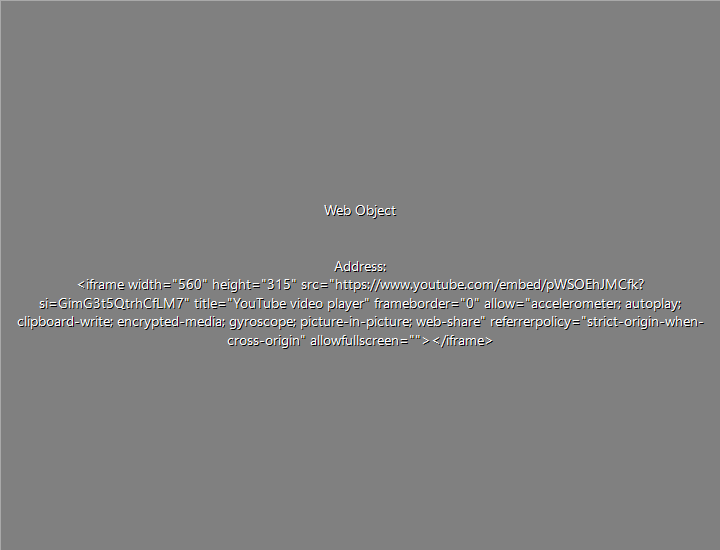 Web Object
Address:
<iframe width="560" height="315" src="https://www.youtube.com/embed/pWSOEhJMCfk?
si=GimG3t5QtrhCfLM7" title="YouTube video player" frameborder="0" allow="accelerometer; autoplay;
clipboard-write; encrypted-media; gyroscope; picture-in-picture; web-share" referrerpolicy="strict-origin-when-
cross-origin" allowfullscreen=""></iframe>